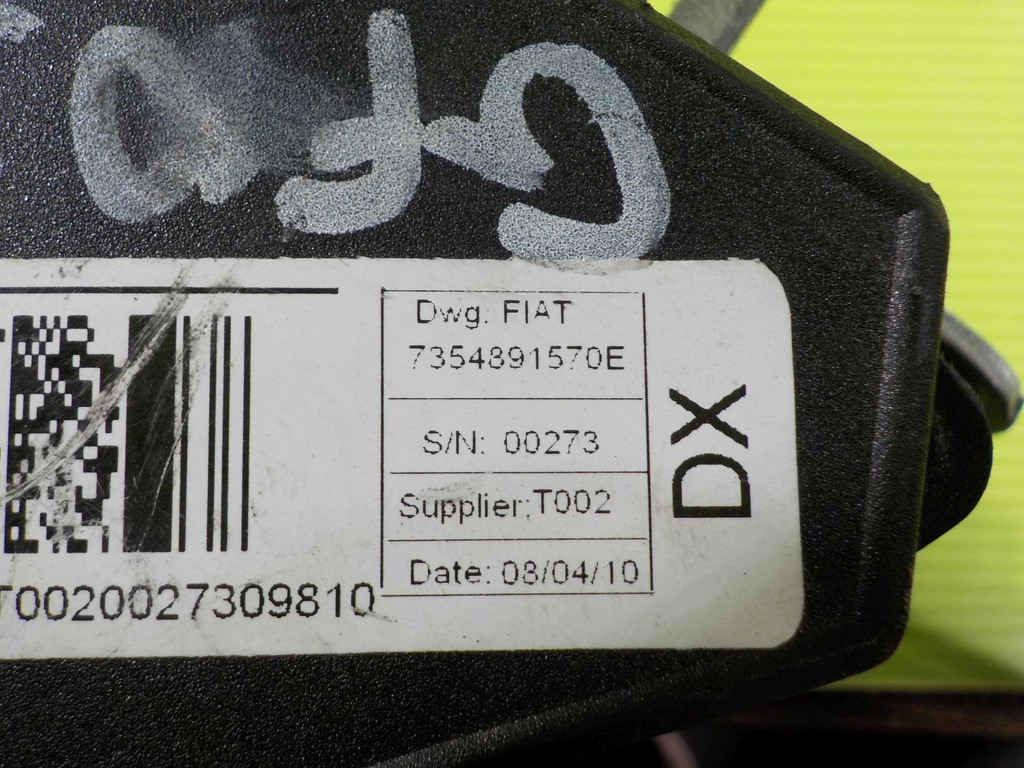 Dwg: FIAT
7354891570E
S/N: 00273
Supplier: T002
Date: 08/04/10
DX
T0020027309810